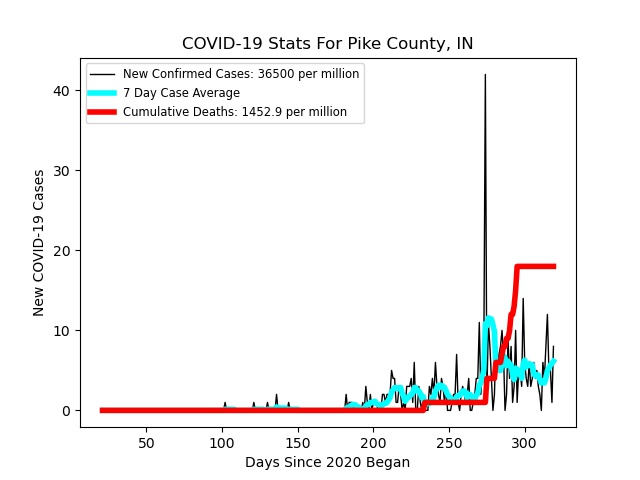 COVID-19 Stats For Pike County, IN
New Confirmed Cases: 36500 per million
7 Day Case Average
Cumulative Deaths: 1452.9 per million
New COVID-19 Cases
40
30
20
10
0
50 100 150 200 250 300
Days Since 2020 Began